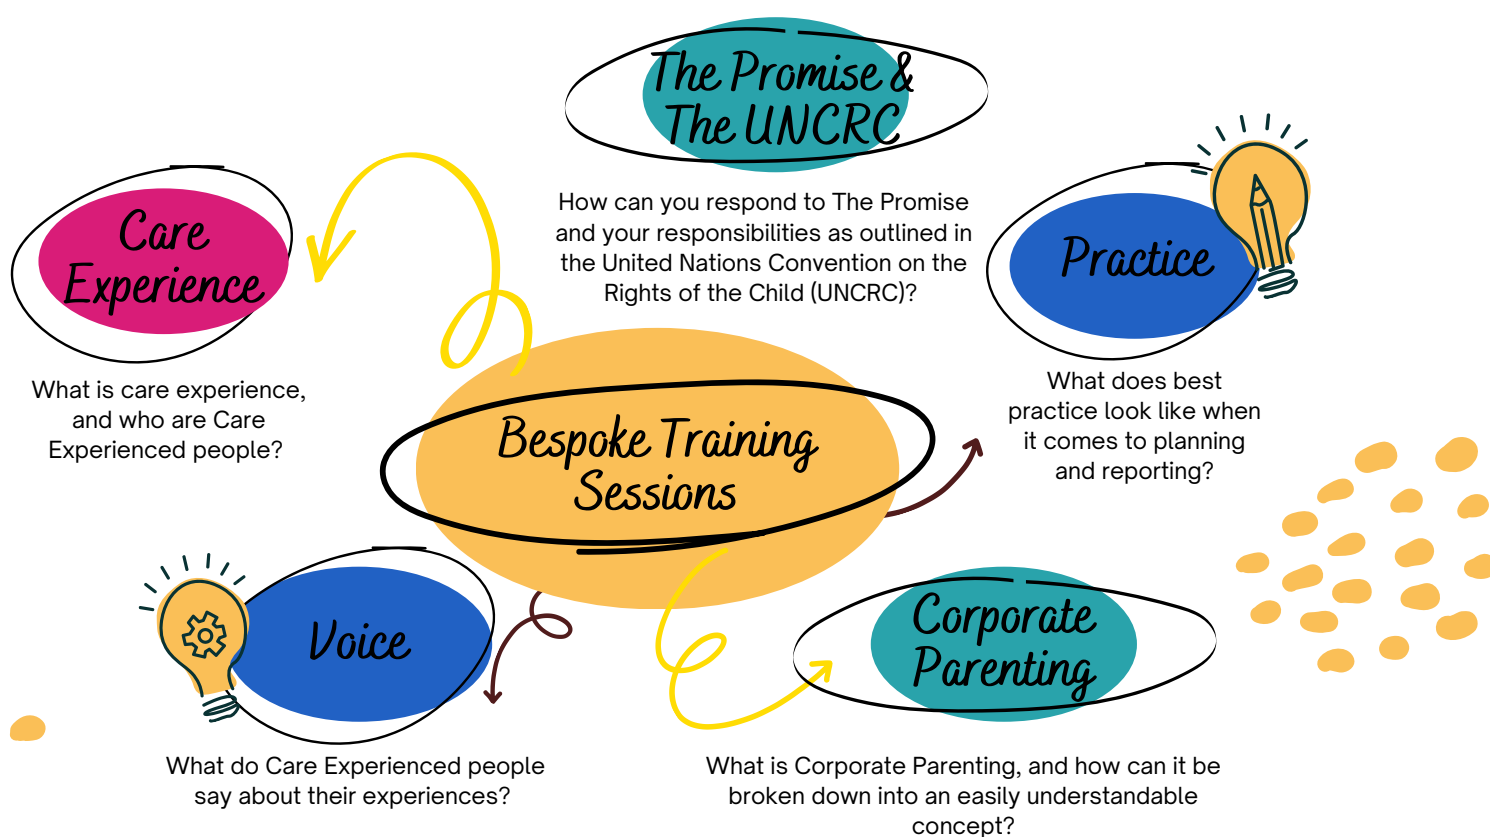 The Promise &
The UNCRC
How can you respond to The Promise
and your responsibilities as outlined in
the United Nations Convention on the
Rights of the Child (UNCRC)?
Care
Experience
What is care experience,
and who are Care
Experienced people?
Practice
What does best
practice look like when
it comes to planning
and reporting?
Bespoke Training
Sessions
Voice
What do Care Experienced people
say about their experiences?
Corporate
Parenting
What is Corporate Parenting, and how can it be
broken down into an easily understandable
concept?